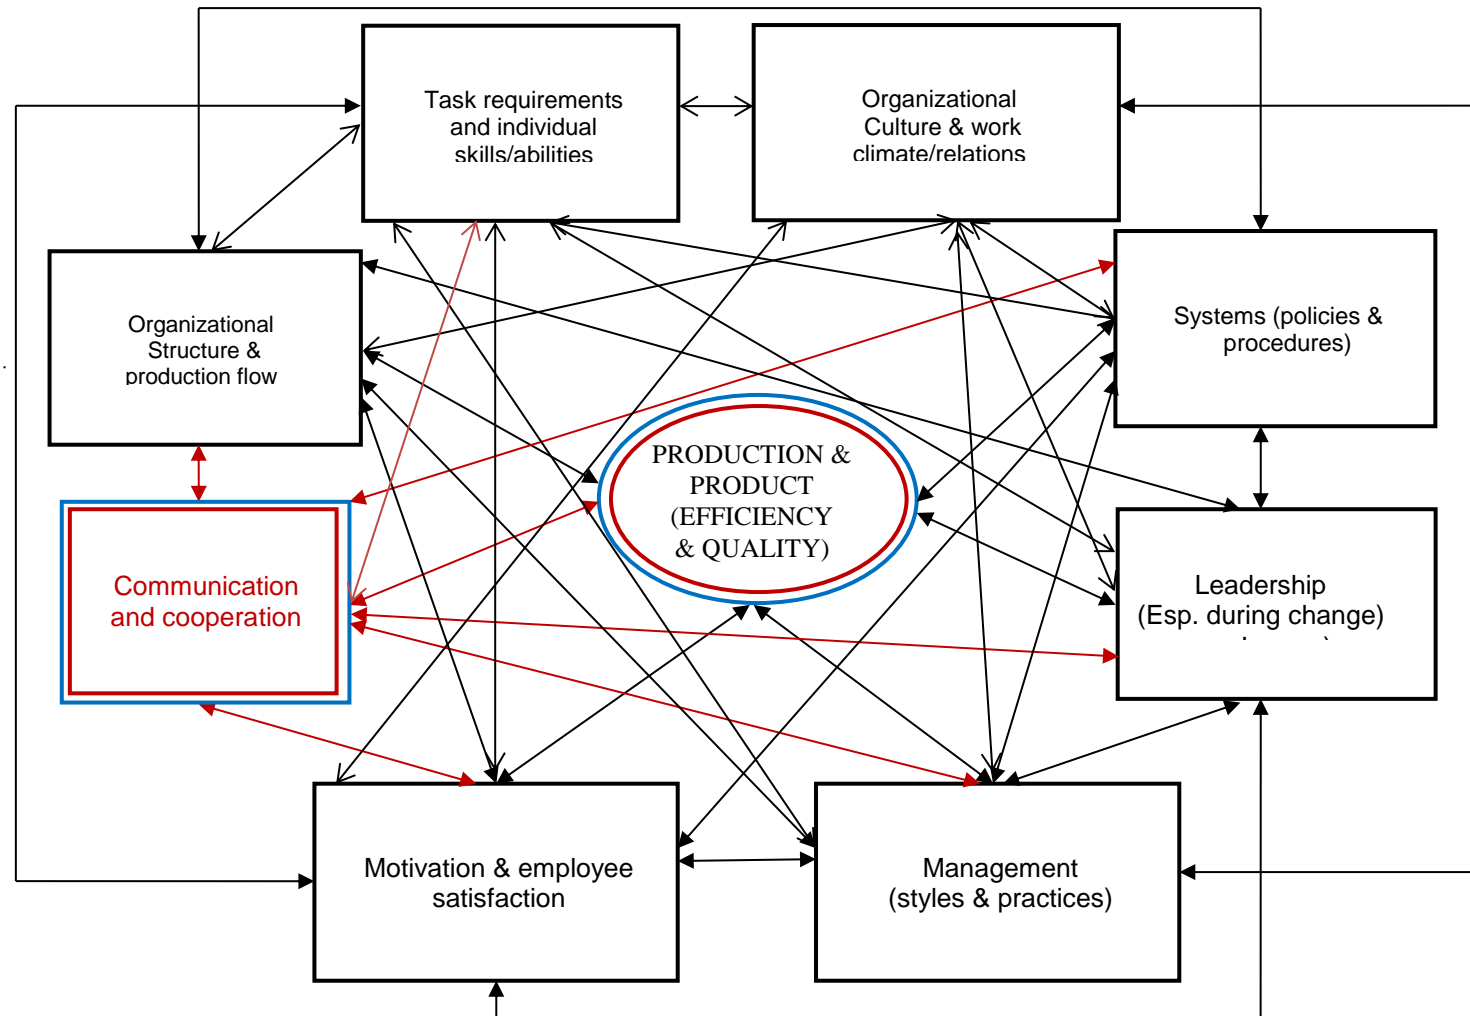 Task requirements
and individual
skills/abilities
Organizational
Culture & work
climate/relations
Organizational
Structure &
production flow
Systems (policies &
procedures)
PRODUCTION &
PRODUCT
(EFFICIENCY
& QUALITY)
Communication
and cooperation
Leadership
(Esp. during change)
Motivation & employee
satisfaction
Management
(styles & practices)